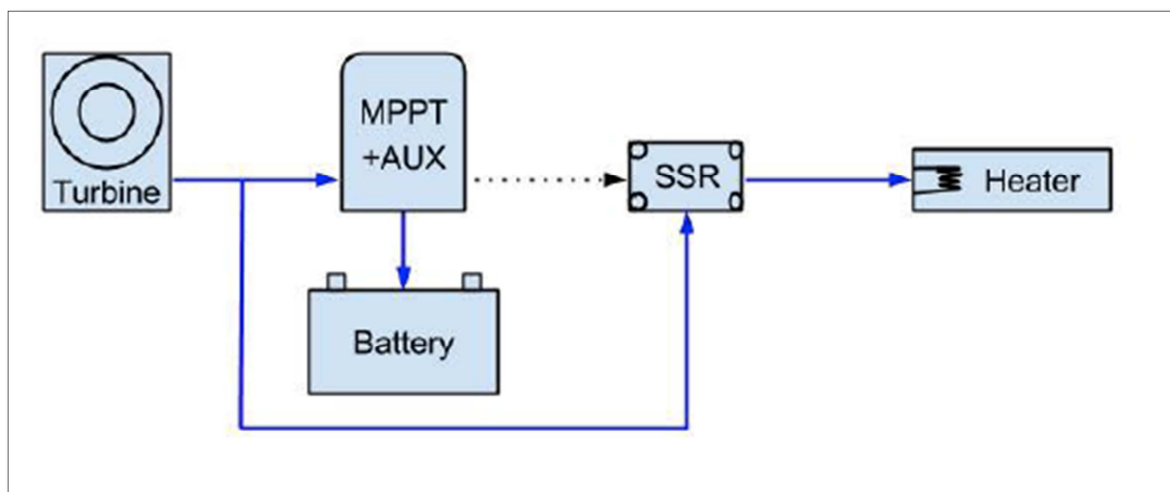 Turbine
MPPT
+AUX
SSR
Heater
Battery